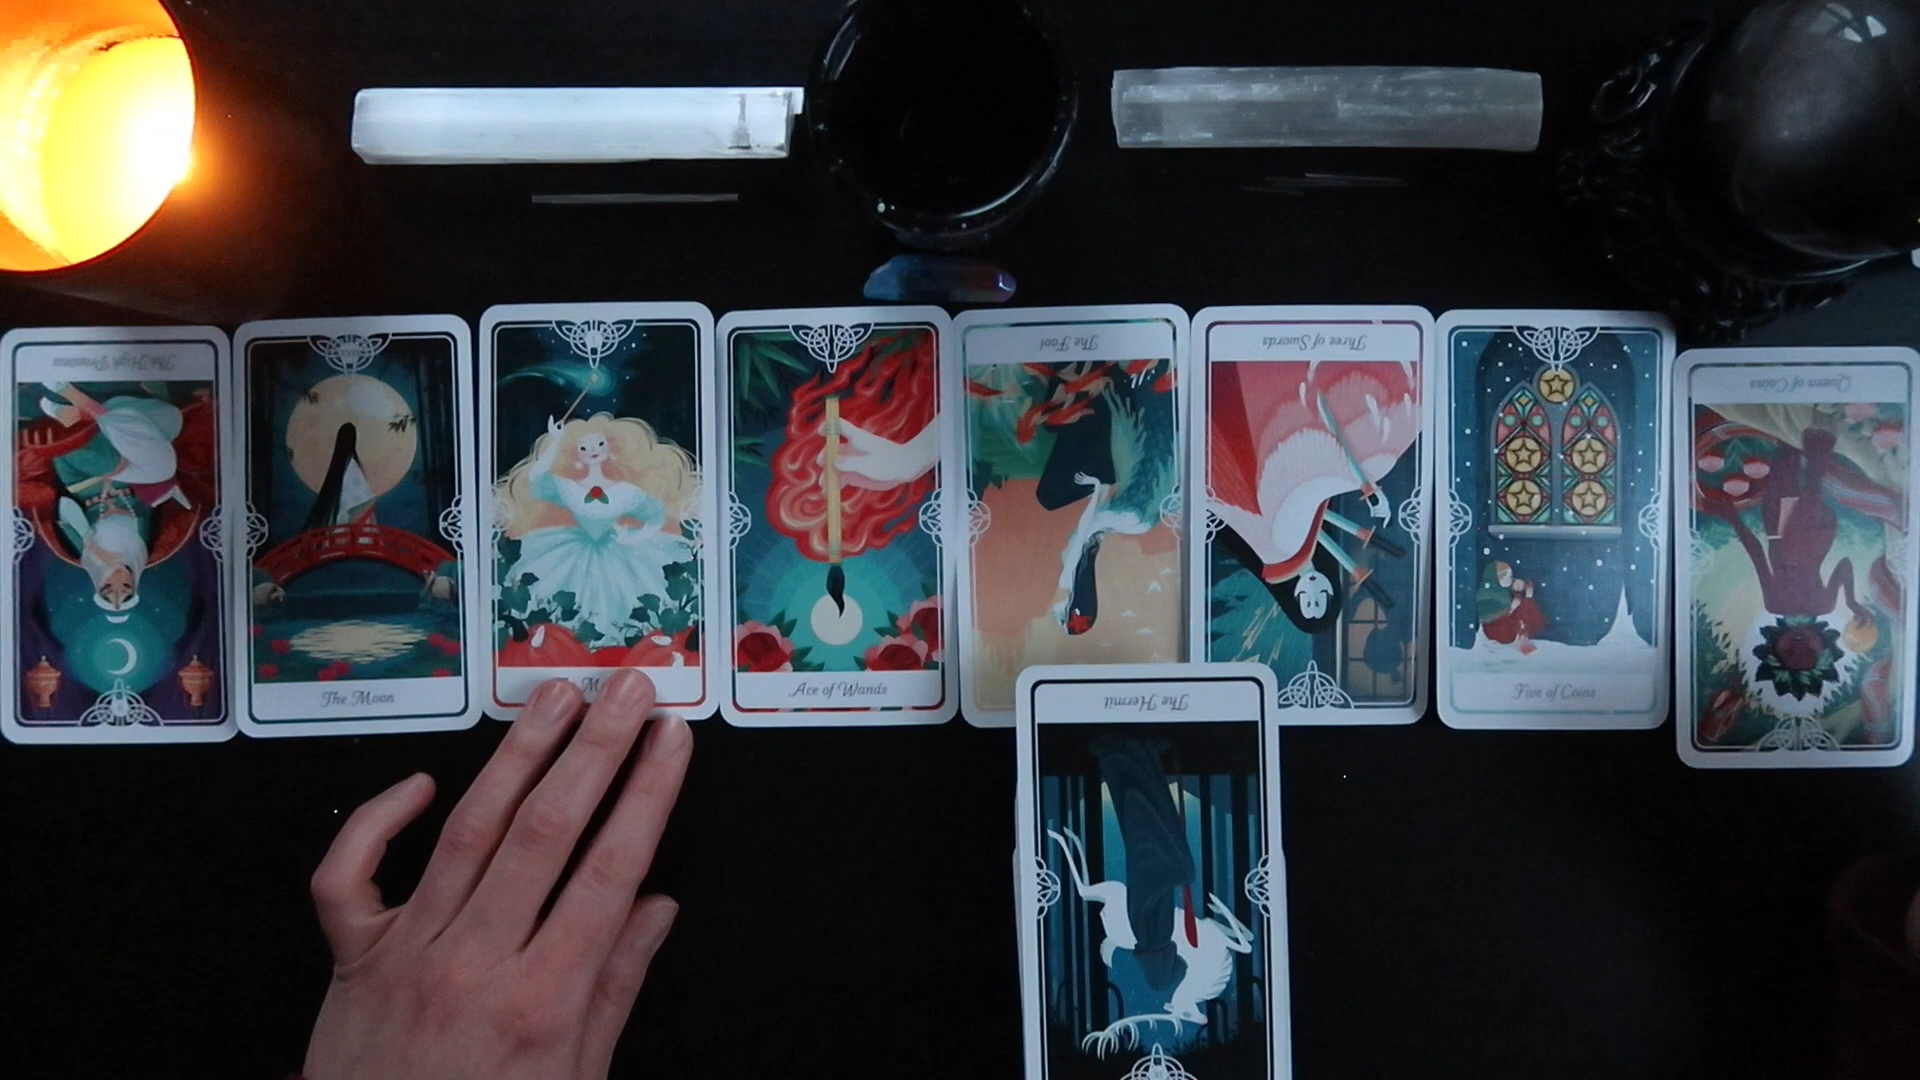 The High Priestess
The Moon
Ace of Wands
The Fool
Three of Swords
Five of Coins
Queen of Coins
The Hermit